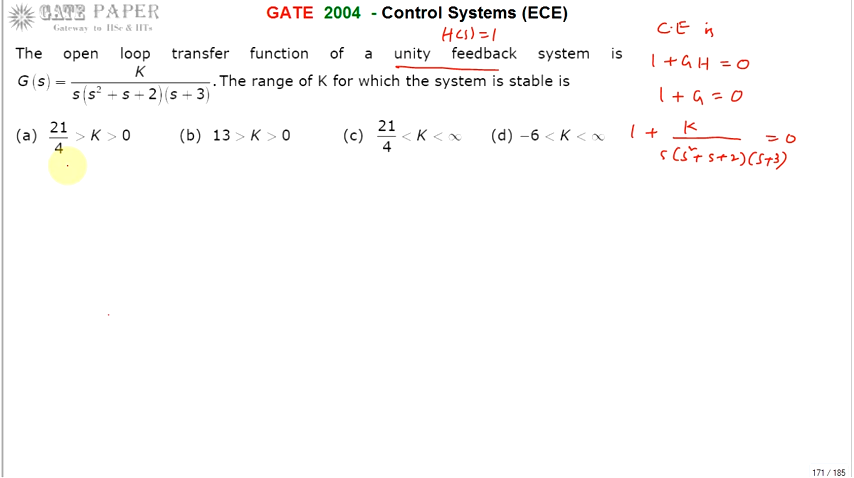 GATE PAPER
Gateway to IISc & IITs
GATE 2004 - Control Systems (ECE)
H(s)=1
The open loop transfer function of a unity feedback system is
G(s) = K / s(s² + s + 2)(s + 3). The range of K for which the system is stable is
(a) 21/4 > K > 0 (b) 13 > K > 0 (c) 21/4 < K < ∞ (d) −6 < K < ∞
C.E is
1 + GH = 0
1 + G = 0
1 + K / s(s² + s + 2)(s+3) = 0
171 / 185